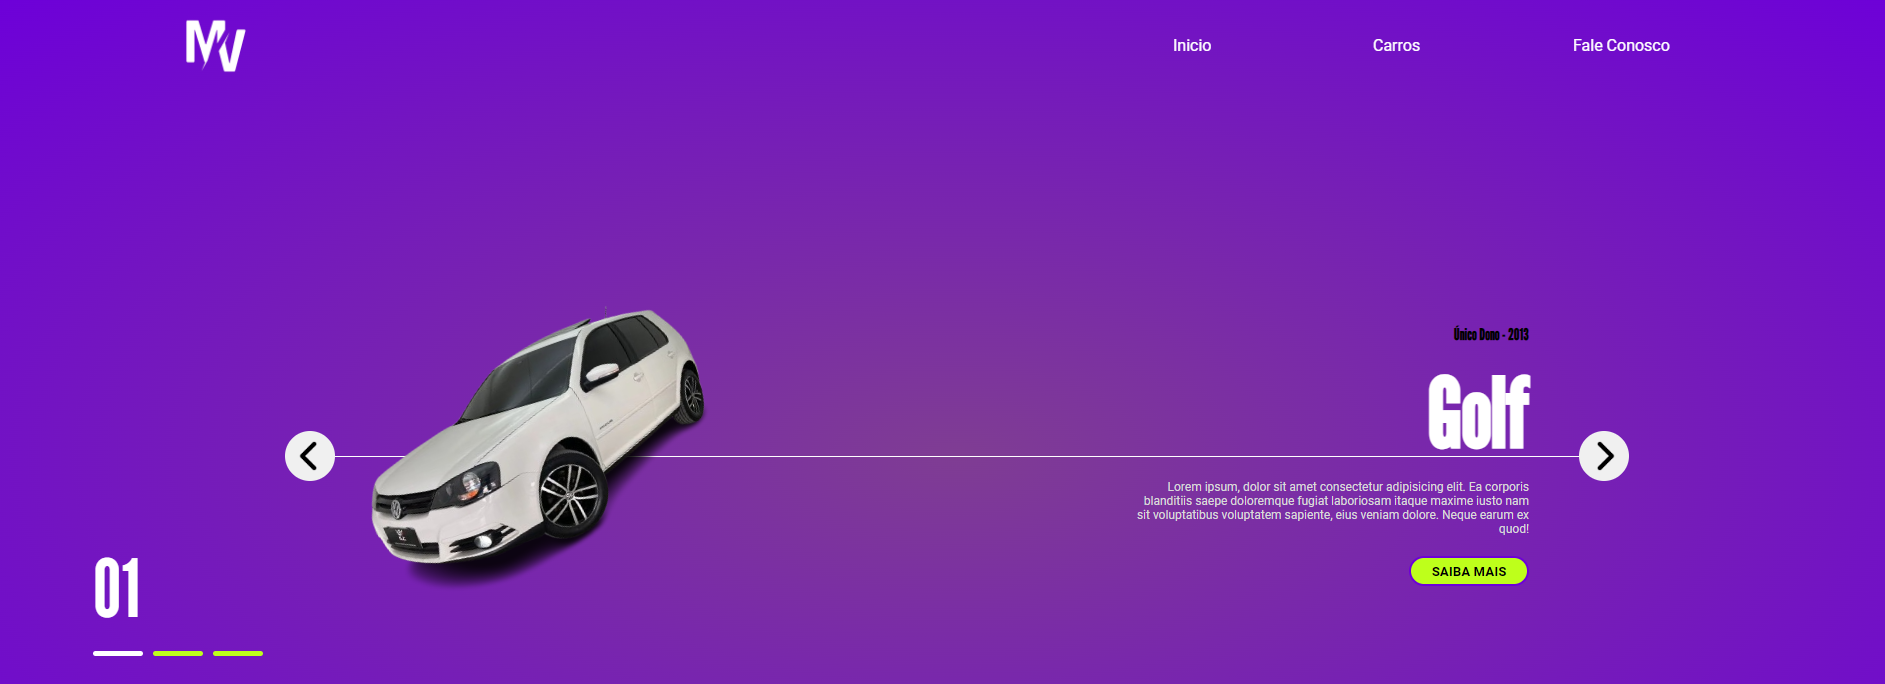 MV
Inicio
Carros
Fale Conosco
Único Dono - 2013
Golf
Lorem ipsum, dolor sit amet consectetur adipisicing elit. Ea corporis
blanditiis saepe doloremque fugiat laboriosam itaque maxime iusto nam
sit voluptatibus voluptatem sapiente, eius veniam dolore. Neque earum ex
quod!
SAIBA MAIS
01